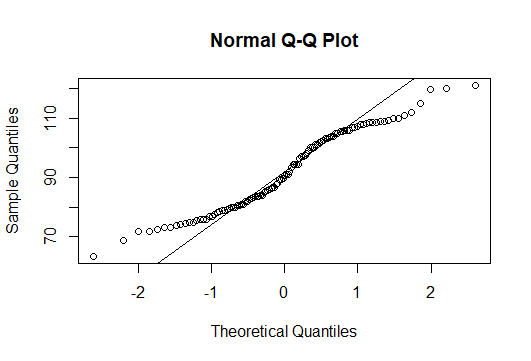 Normal Q-Q Plot
Sample Quantiles
110
90
70
-2 -1 0 1 2
Theoretical Quantiles